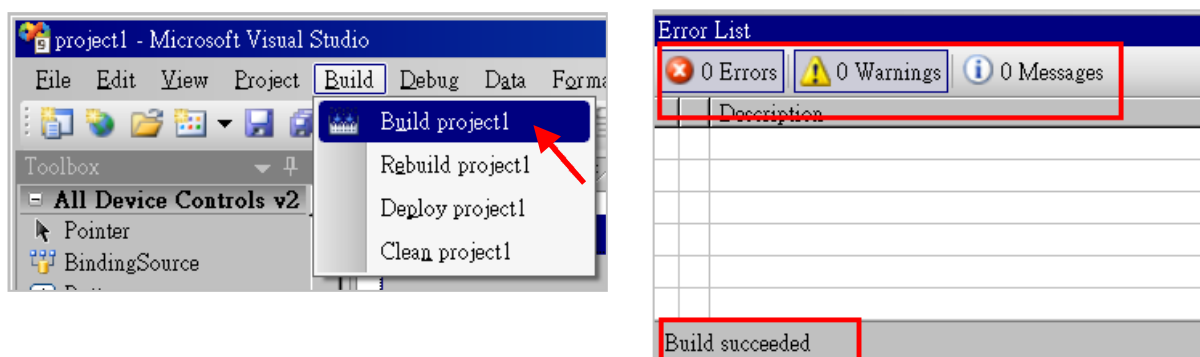 project1 - Microsoft Visual Studio
File Edit View Project Build Debug Data Forma
Build project1
Toolbox
Rebuild project1
All Device Controls v2
Deploy project1
Pointer
Clean project1
BindingSource
Error List
0 Errors 0 Warnings 0 Messages
Description
Build succeeded